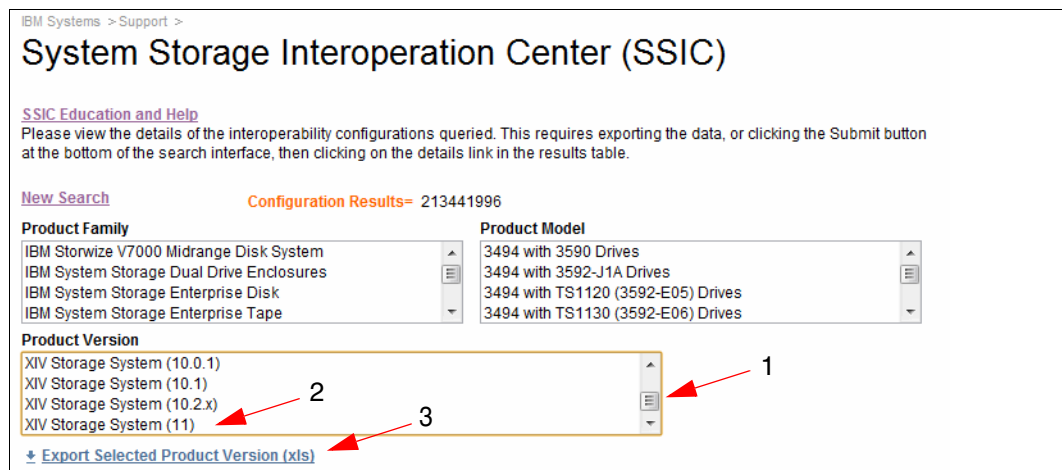 IBM Systems > Support >
System Storage Interoperation Center (SSIC)
SSIC Education and Help
Please view the details of the interoperability configurations queried. This requires exporting the data, or clicking the Submit button
at the bottom of the search interface, then clicking on the details link in the results table.
New Search Configuration Results= 213441996
Product Family
IBM Storwize V7000 Midrange Disk System
IBM System Storage Dual Drive Enclosures
IBM System Storage Enterprise Disk
IBM System Storage Enterprise Tape
Product Model
3494 with 3590 Drives
3494 with 3592-J1A Drives
3494 with TS1120 (3592-E05) Drives
3494 with TS1130 (3592-E06) Drives
Product Version
XIV Storage System (10.0.1)
XIV Storage System (10.1)
XIV Storage System (10.2.x)
XIV Storage System (11)
1
2
3
Export Selected Product Version (xls)